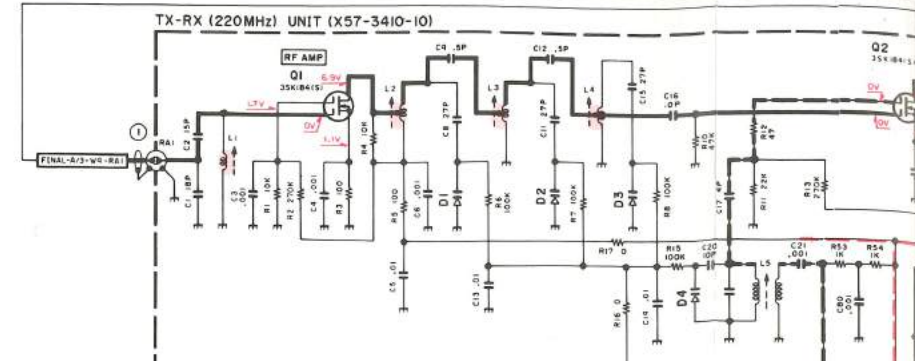 TX-RX (220MHz) UNIT (X57-3410-10)
RF AMP
Q1
3SK184(S)
6.9V
1.7V
0V
1.1V
1
RA1
FINAL-A/3-W9-RA1
C2 15P
C1 18P
L1
C3 .001
R1 10K
R2 270K
C4 .001
R3 100
R4 10K
L2
C9 .5P
C8 27P
R5 100
C6 .001
D1
C5 .01
L3
R6 100K
C13 .01
C12 .5P
C11 27P
D2
R7 100K
L4
C15 27P
D3
R8 100K
C16
.0P
R10 47K
R17 0
R16 0
C14 .01
R15
100K
C20
10P
D4
C17 4P
R12
47
R11 22K
R13
270K
L5
C21
.001
R53
1K
R54
1K
C80
.001
Q2
3SK184(S)
0V
0V